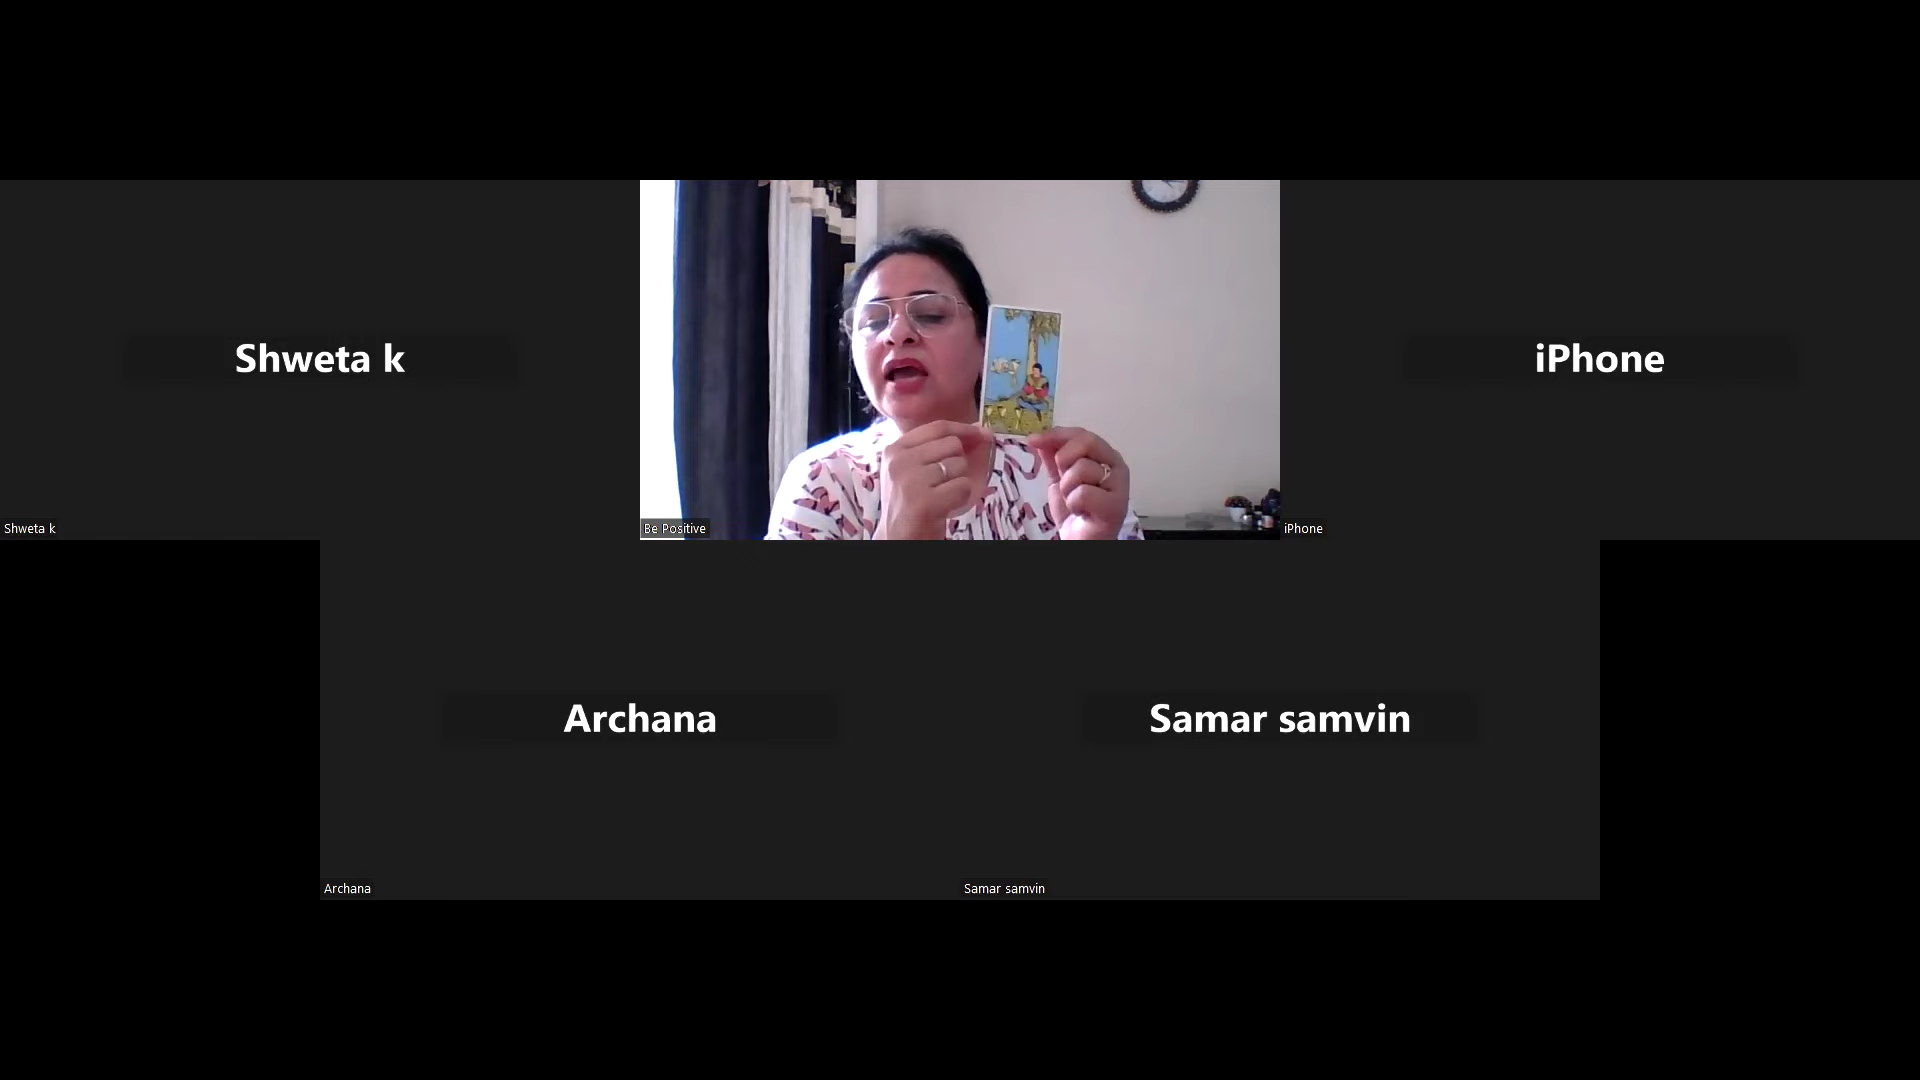 Shweta k
Shweta k
Be Positive
iPhone
iPhone
Archana
Archana
Samar samvin
Samar samvin